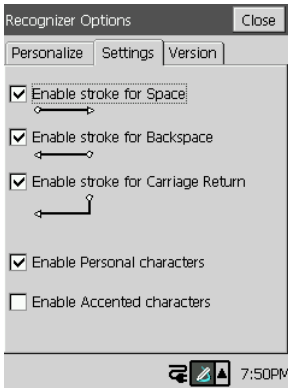 Recognizer Options Close
Personalize Settings Version
Enable stroke for Space
Enable stroke for Backspace
Enable stroke for Carriage Return
Enable Personal characters
Enable Accented characters
7:50PM